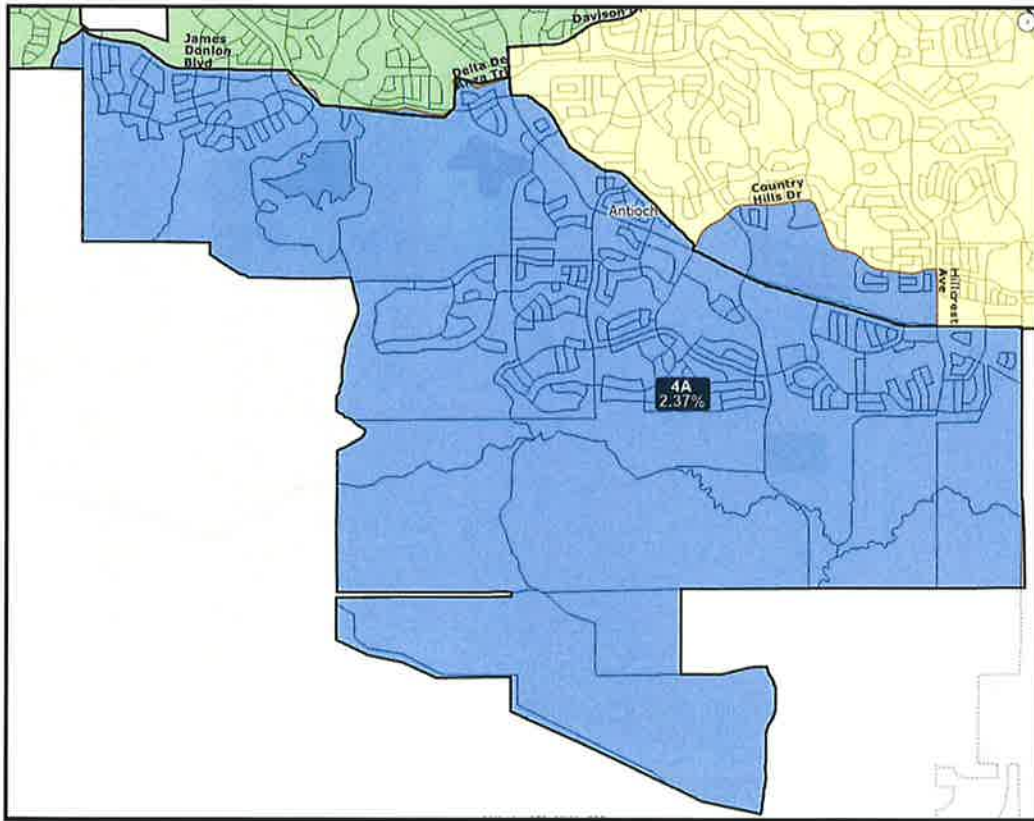 Davison
James
Donlon
Blvd
Delta De
Country
Hills Dr
Antioch
Hillcrest
Ave
4A
2.37%